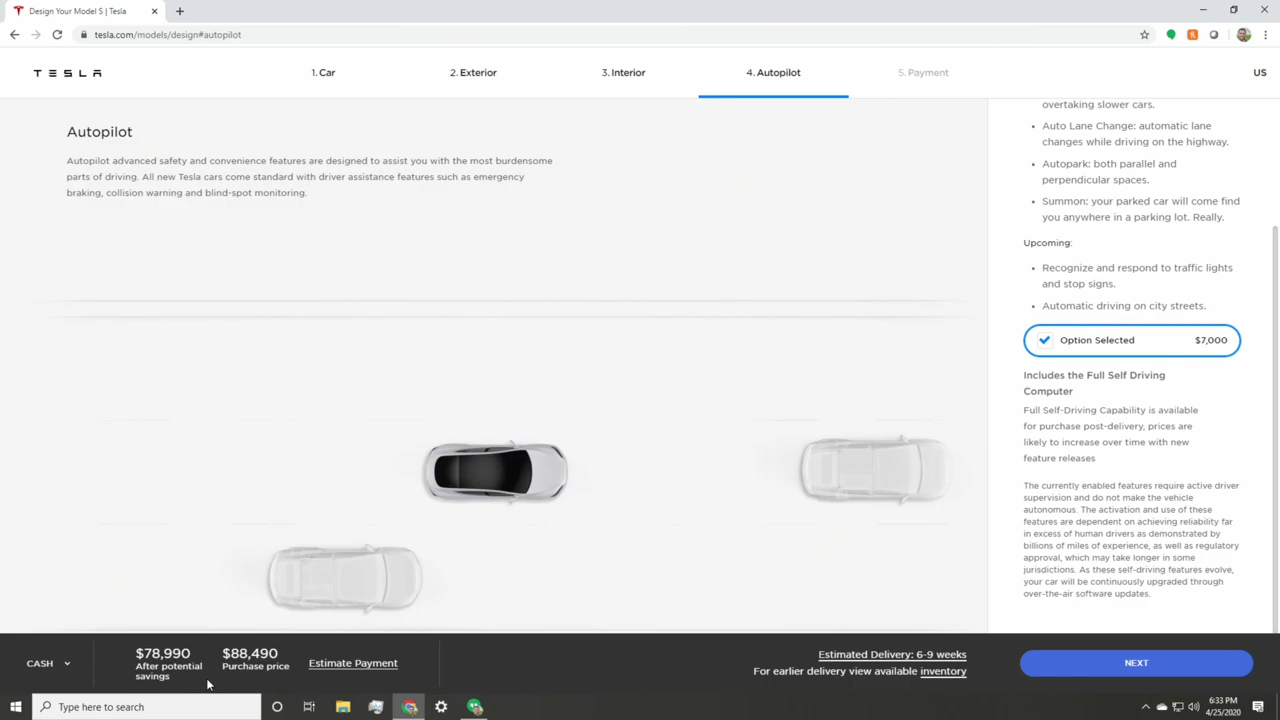 Design Your Model S | Tesla
tesla.com/models/design#autopilot
TESLA
1. Car
2. Exterior
3. Interior
4. Autopilot
5. Payment
US
Autopilot
Autopilot advanced safety and convenience features are designed to assist you with the most burdensome
parts of driving. All new Tesla cars come standard with driver assistance features such as emergency
braking, collision warning and blind-spot monitoring.
overtaking slower cars.
• Auto Lane Change: automatic lane
changes while driving on the highway.
• Autopark: both parallel and
perpendicular spaces.
• Summon: your parked car will come find
you anywhere in a parking lot. Really.
Upcoming:
• Recognize and respond to traffic lights
and stop signs.
• Automatic driving on city streets.
Option Selected $7,000
Includes the Full Self Driving
Computer
Full Self-Driving Capability is available
for purchase post-delivery, prices are
likely to increase over time with new
feature releases
The currently enabled features require active driver
supervision and do not make the vehicle
autonomous. The activation and use of these
features are dependent on achieving reliability far
in excess of human drivers as demonstrated by
billions of miles of experience, as well as regulatory
approval, which may take longer in some
jurisdictions. As these self-driving features evolve,
your car will be continuously upgraded through
over-the-air software updates.
CASH
$78,990
After potential
savings
$88,490
Purchase price
Estimate Payment
Estimated Delivery: 6-9 weeks
For earlier delivery view available inventory
NEXT
Type here to search
6:33 PM
4/25/2020